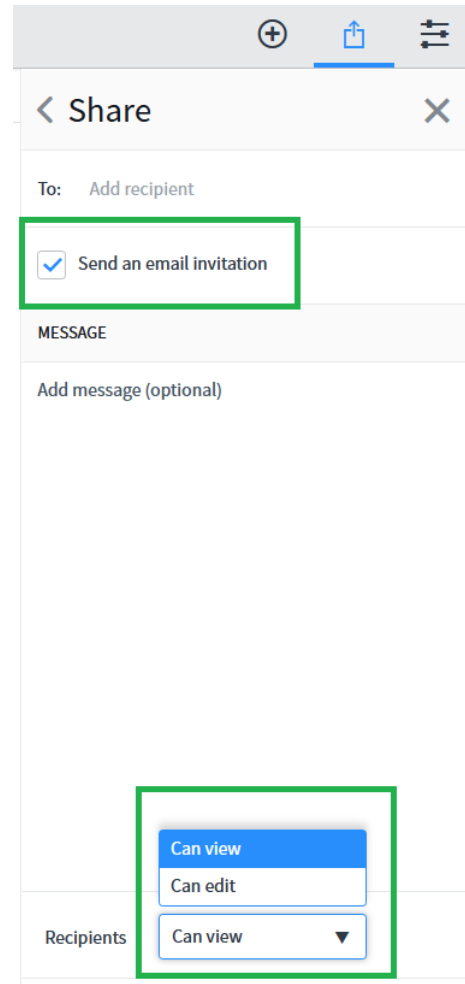 Share
To: Add recipient
Send an email invitation
MESSAGE
Add message (optional)
Can view
Can edit
Recipients Can view